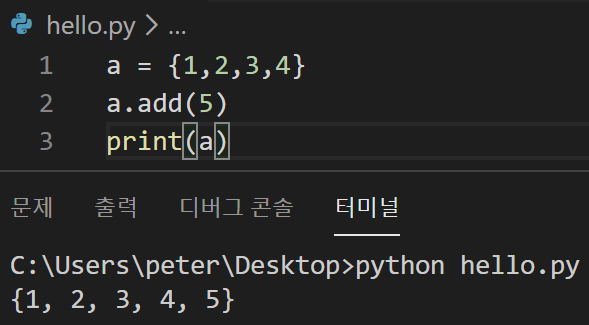 hello.py > ...
1 a = {1,2,3,4}
2 a.add(5)
3 print(a)
문제 출력 디버그 콘솔 터미널
C:\Users\peter\Desktop>python hello.py
{1, 2, 3, 4, 5}